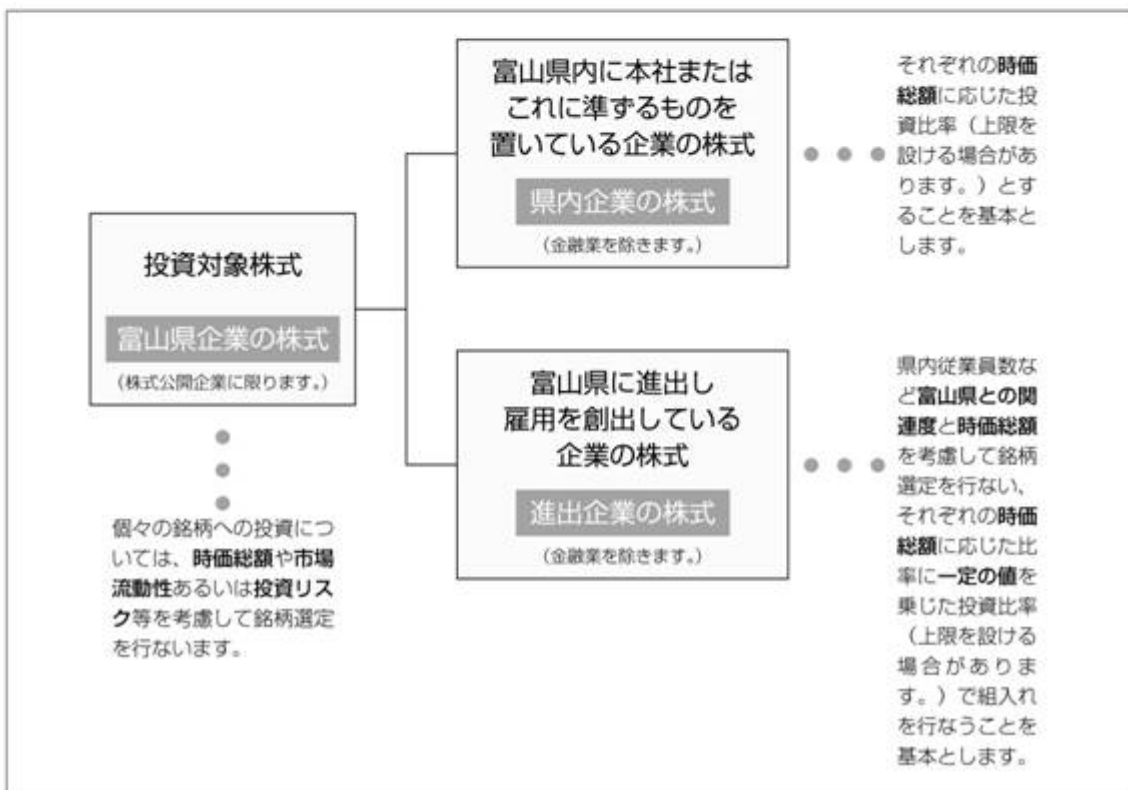 投資対象株式
富山県企業の株式
（株式公開企業に限ります。）
個々の銘柄への投資につ
いては、時価総額や市場
流動性あるいは投資リス
ク等を考慮して銘柄選定
を行ないます。
富山県内に本社または
これに準ずるものを
置いている企業の株式
県内企業の株式
（金融業を除きます。）
それぞれの時価
総額に応じた投
資比率（上限を
設ける場合があ
ります。）とす
ることを基本と
します。
富山県に進出し
雇用を創出している
企業の株式
進出企業の株式
（金融業を除きます。）
県内従業員数な
ど富山県との関
連度と時価総額
を考慮して銘柄
選定を行ない、
それぞれの時価
総額に応じた比
率に一定の値を
乗じた投資比率
（上限を設ける
場合がありま
す。）で組入れ
を行なうことを
基本とします。